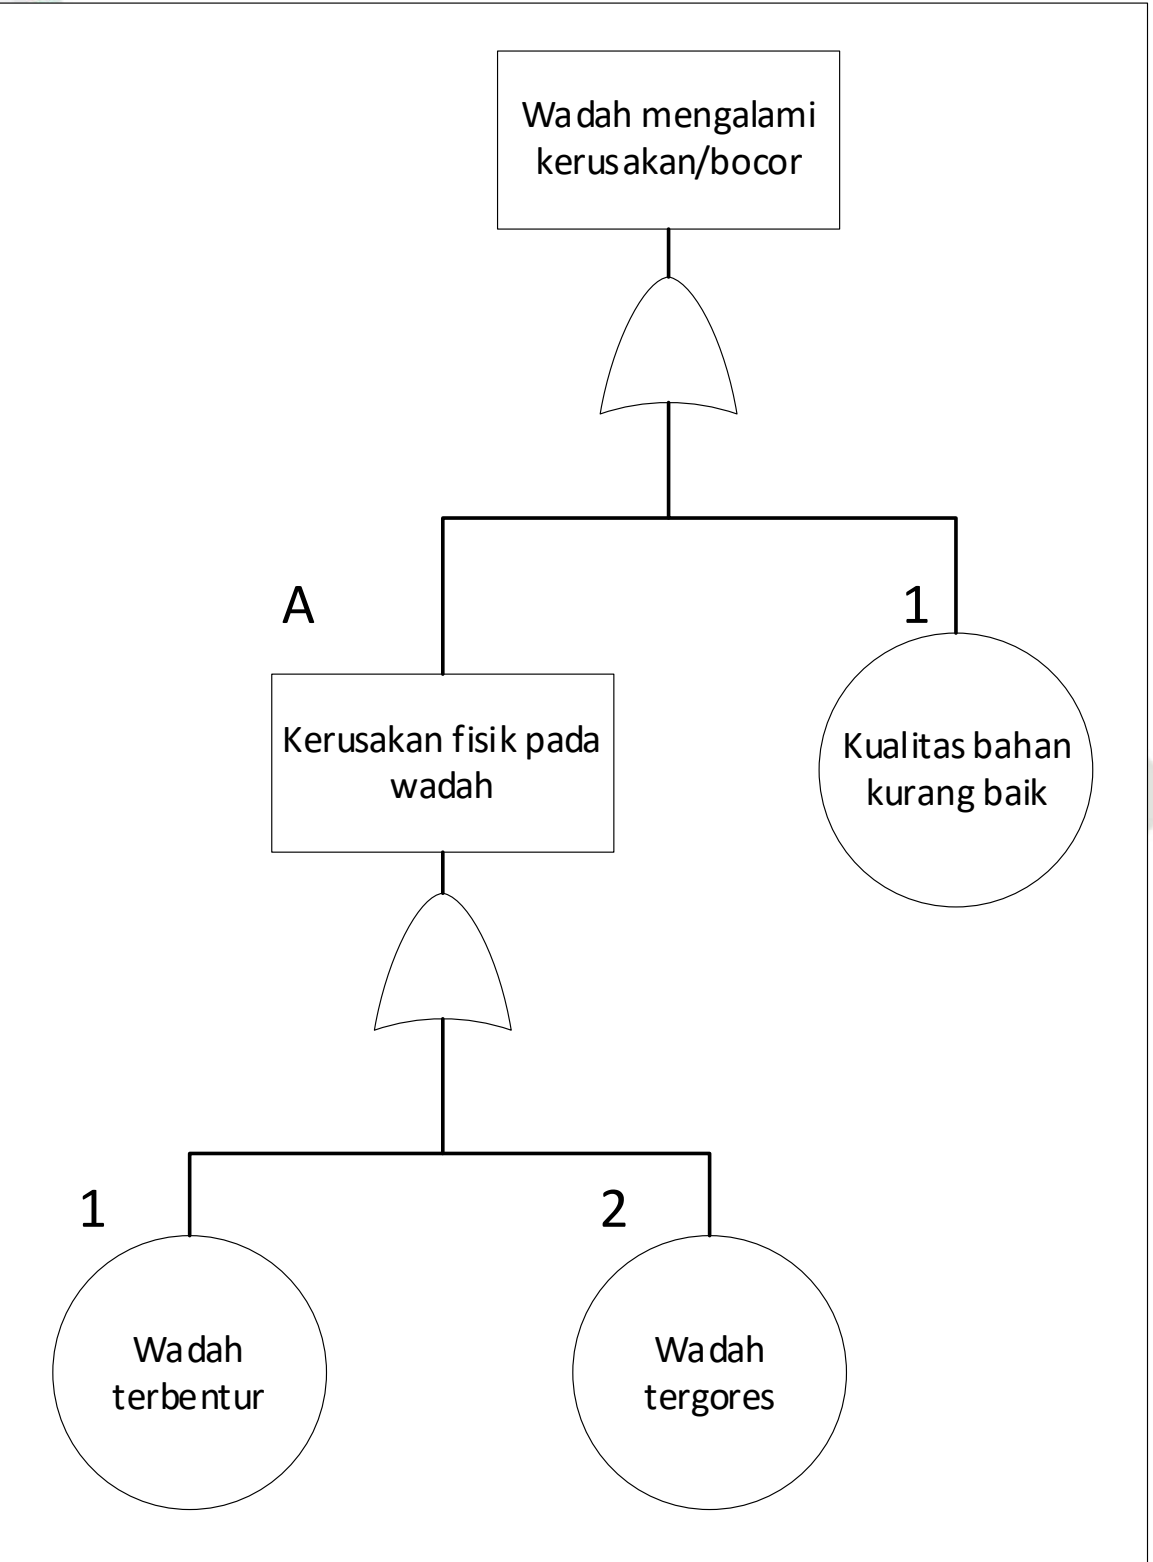 Wadah mengalami
kerusakan/bocor
A
1
Kerusakan fisik pada
wadah
Kualitas bahan
kurang baik
1
2
Wadah
terbentur
Wadah
tergores